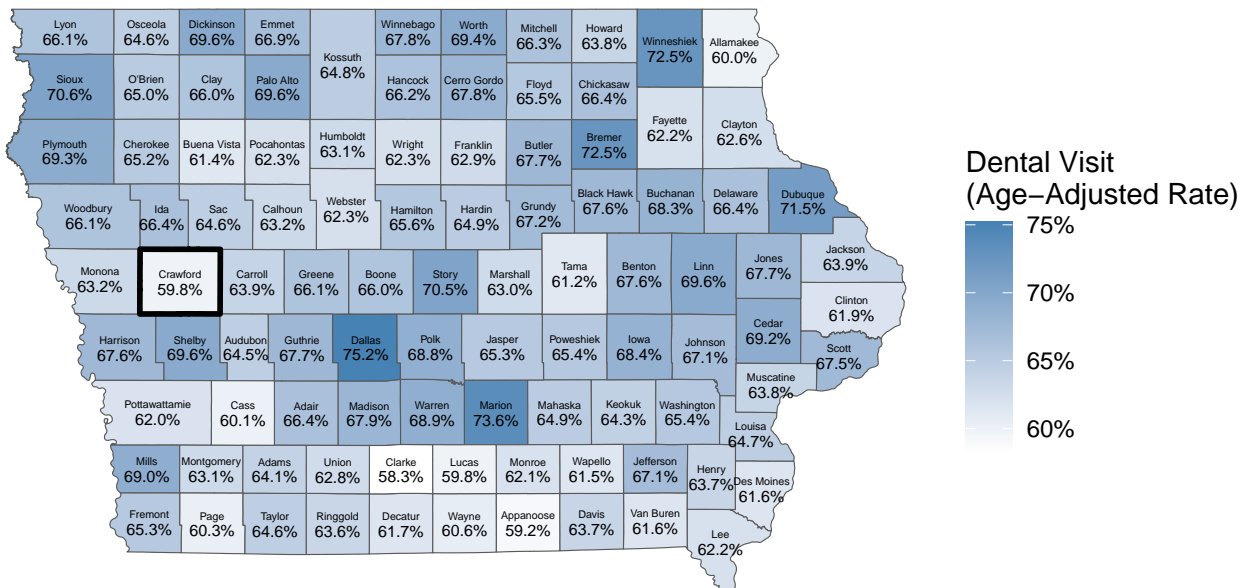 Lyon
66.1%
Osceola
64.6%
Dickinson
69.6%
Emmet
66.9%
Kossuth
64.8%
Winnebago
67.8%
Worth
69.4%
Mitchell
66.3%
Howard
63.8%
Winneshiek
72.5%
Allamakee
60.0%
Sioux
70.6%
O'Brien
65.0%
Clay
66.0%
Palo Alto
69.6%
Hancock
66.2%
Cerro Gordo
67.8%
Floyd
65.5%
Chickasaw
66.4%
Fayette
62.2%
Clayton
62.6%
Plymouth
69.3%
Cherokee
65.2%
Buena Vista
61.4%
Pocahontas
62.3%
Humboldt
63.1%
Wright
62.3%
Franklin
62.9%
Butler
67.7%
Bremer
72.5%
Woodbury
66.1%
Ida
66.4%
Sac
64.6%
Calhoun
63.2%
Webster
62.3%
Hamilton
65.6%
Hardin
64.9%
Grundy
67.2%
Black Hawk
67.6%
Buchanan
68.3%
Delaware
66.4%
Dubuque
71.5%
Monona
63.2%
Crawford
59.8%
Carroll
63.9%
Greene
66.1%
Boone
66.0%
Story
70.5%
Marshall
63.0%
Tama
61.2%
Benton
67.6%
Linn
69.6%
Jones
67.7%
Jackson
63.9%
Clinton
61.9%
Harrison
67.6%
Shelby
69.6%
Audubon
64.5%
Guthrie
67.7%
Dallas
75.2%
Polk
68.8%
Jasper
65.3%
Poweshiek
65.4%
Iowa
68.4%
Johnson
67.1%
Cedar
69.2%
Scott
67.5%
Muscatine
63.8%
Pottawattamie
62.0%
Cass
60.1%
Adair
66.4%
Madison
67.9%
Warren
68.9%
Marion
73.6%
Mahaska
64.9%
Keokuk
64.3%
Washington
65.4%
Louisa
64.7%
Mills
69.0%
Montgomery
63.1%
Adams
64.1%
Union
62.8%
Clarke
58.3%
Lucas
59.8%
Monroe
62.1%
Wapello
61.5%
Jefferson
67.1%
Henry
63.7%
Des Moines
61.6%
Fremont
65.3%
Page
60.3%
Taylor
64.6%
Ringgold
63.6%
Decatur
61.7%
Wayne
60.6%
Appanoose
59.2%
Davis
63.7%
Van Buren
61.6%
Lee
62.2%
Dental Visit
(Age−Adjusted Rate)
75%
70%
65%
60%